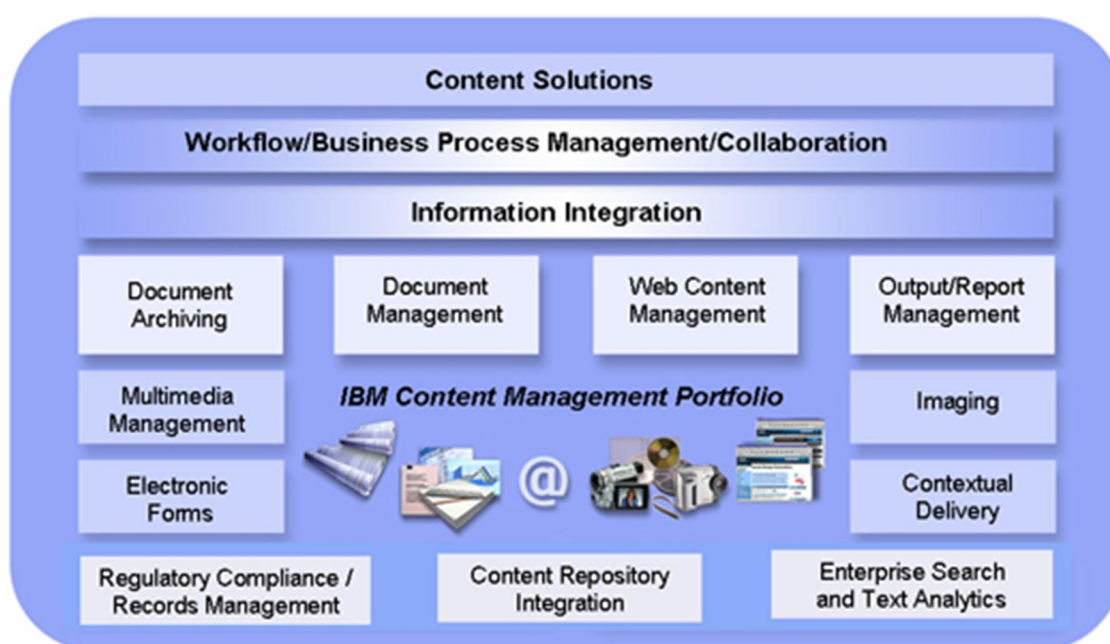 Content Solutions
Workflow/Business Process Management/Collaboration
Information Integration
Document
Archiving
Document
Management
Web Content
Management
Output/Report
Management
Multimedia
Management
IBM Content Management Portfolio
Imaging
Electronic
Forms
@
Contextual
Delivery
Regulatory Compliance /
Records Management
Content Repository
Integration
Enterprise Search
and Text Analytics